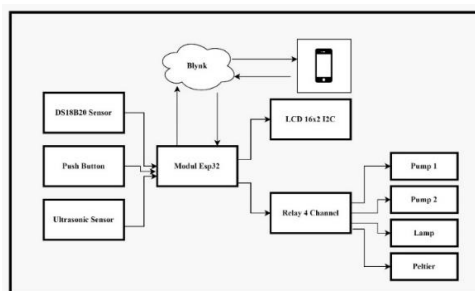 Blynk
DS18B20 Sensor
LCD 16x2 I2C
Push Button
Modul Esp32
Pump 1
Pump 2
Ultrasonic Sensor
Relay 4 Channel
Lamp
Peltier